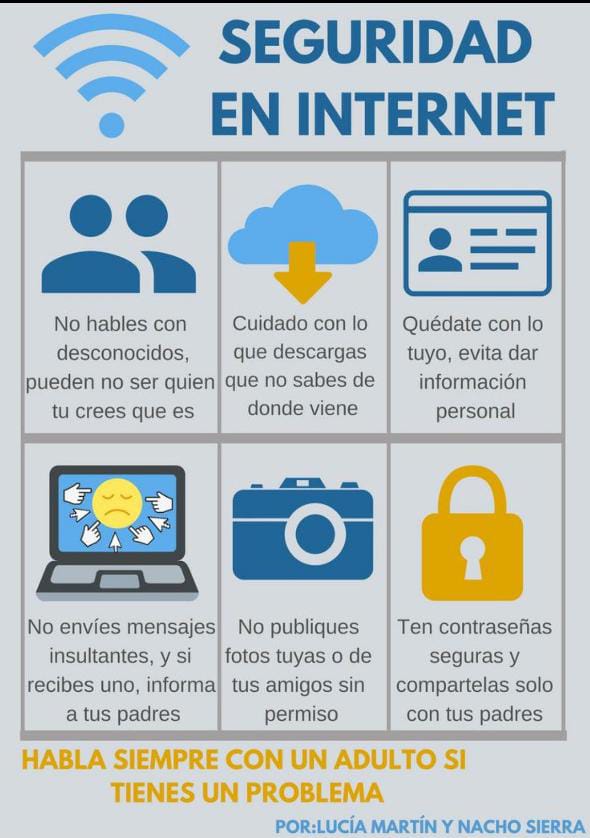 SEGURIDAD
EN INTERNET
No hables con
desconocidos,
pueden no ser quien
tu crees que es
Cuidado con lo
que descargas
que no sabes de
donde viene
Quédate con lo
tuyo, evita dar
información
personal
No envíes mensajes
insultantes, y si
recibes uno, informa
a tus padres
No publiques
fotos tuyas o de
tus amigos sin
permiso
Ten contraseñas
seguras y
compartelas solo
con tus padres
HABLA SIEMPRE CON UN ADULTO SI
TIENES UN PROBLEMA
POR:LUCÍA MARTÍN Y NACHO SIERRA